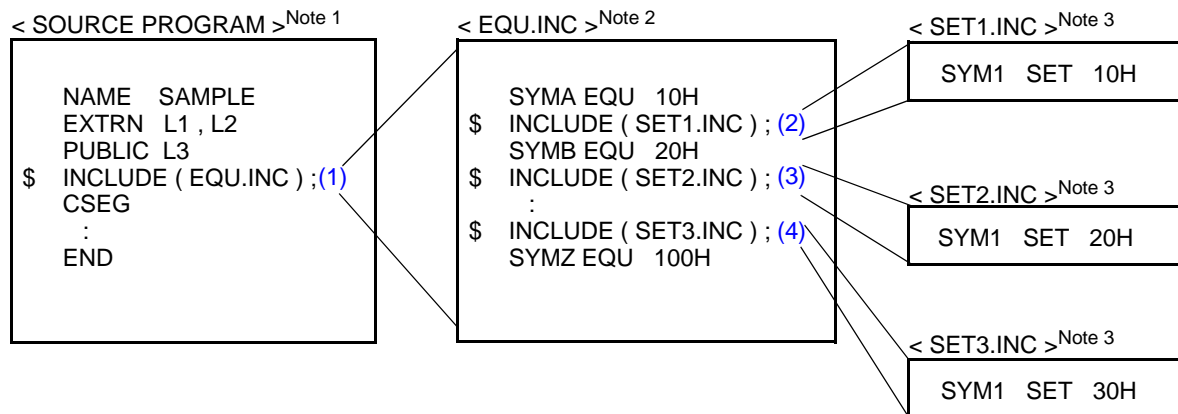 < SOURCE PROGRAM >Note 1
NAME SAMPLE
EXTRN L1 , L2
PUBLIC L3
$ INCLUDE ( EQU.INC ) ;(1)
CSEG
:
END
< EQU.INC >Note 2
SYMA EQU 10H
$ INCLUDE ( SET1.INC ) ; (2)
SYMB EQU 20H
$ INCLUDE ( SET2.INC ) ; (3)
:
$ INCLUDE ( SET3.INC ) ; (4)
SYMZ EQU 100H
< SET1.INC >Note 3
SYM1 SET 10H
< SET2.INC >Note 3
SYM1 SET 20H
< SET3.INC >Note 3
SYM1 SET 30H